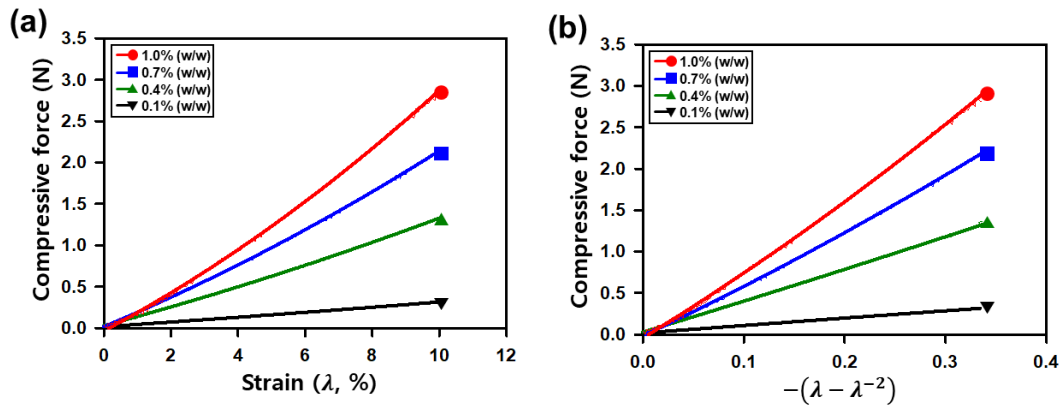 (a)
3.5
3.0
2.5
2.0
1.5
1.0
0.5
0.0
Compressive force (N)
1.0% (w/w)
0.7% (w/w)
0.4% (w/w)
0.1% (w/w)
0 2 4 6 8 10 12
Strain (λ, %)
(b)
3.5
3.0
2.5
2.0
1.5
1.0
0.5
0.0
Compressive force (N)
1.0% (w/w)
0.7% (w/w)
0.4% (w/w)
0.1% (w/w)
0.0 0.1 0.2 0.3 0.4
−(λ − λ⁻²)